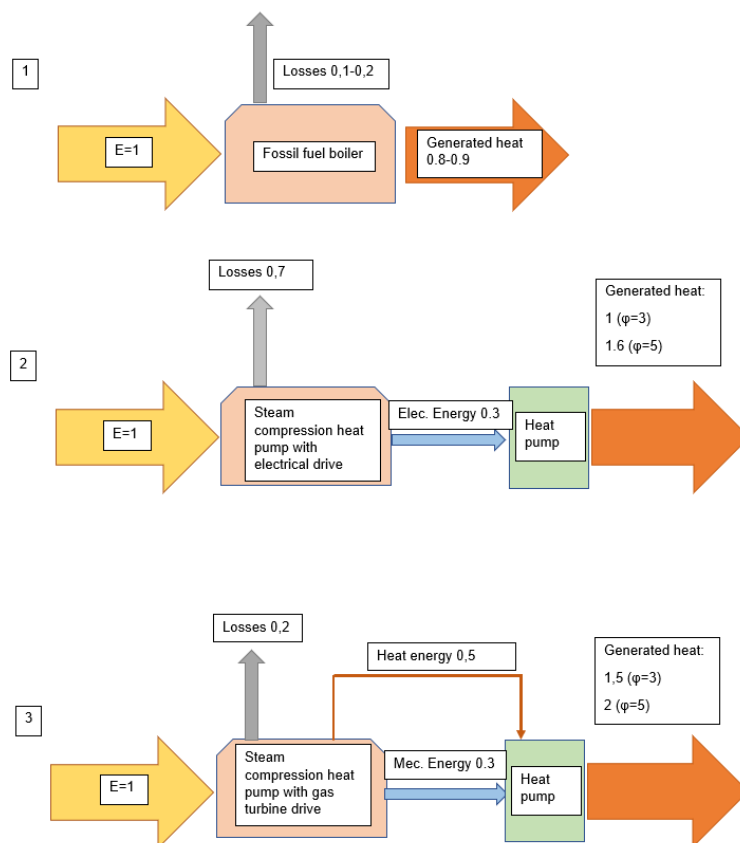 1
Losses 0,1-0,2
E=1
Fossil fuel boiler
Generated heat
0.8-0.9
2
Losses 0,7
Generated heat:
1 (φ=3)
1.6 (φ=5)
E=1
Steam
compression heat
pump with
electrical drive
Elec. Energy 0.3
Heat
pump
3
Losses 0,2
Heat energy 0,5
Generated heat:
1,5 (φ=3)
2 (φ=5)
E=1
Steam
compression heat
pump with gas
turbine drive
Mec. Energy 0.3
Heat
pump